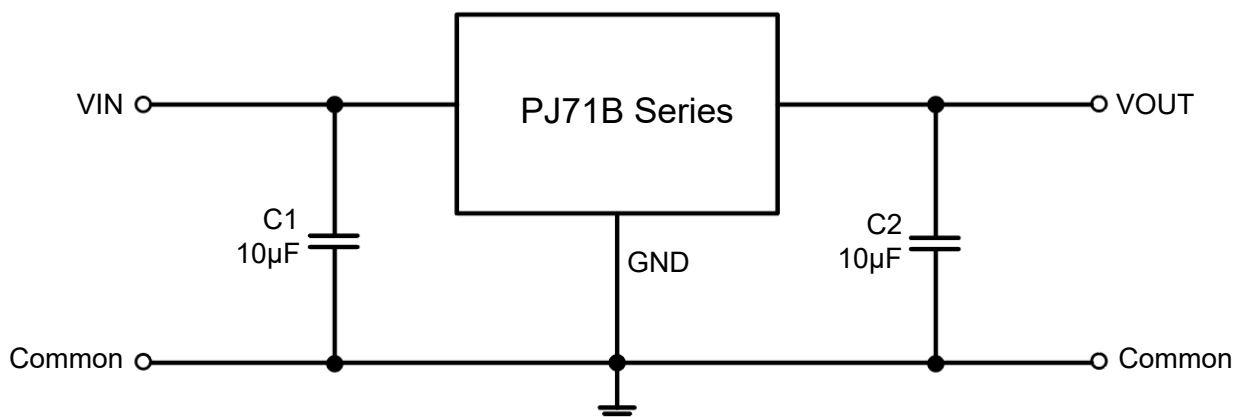 PJ71B Series
VIN
VOUT
C1
10µF
C2
10µF
GND
Common
Common